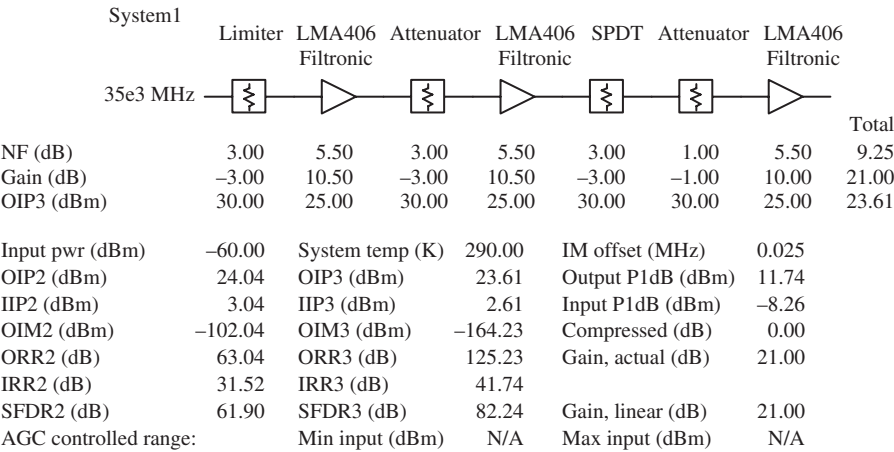 System1
Limiter LMA406 Attenuator LMA406 SPDT Attenuator LMA406
Filtronic Filtronic Filtronic
35e3 MHz
Total
NF (dB) 3.00 5.50 3.00 5.50 3.00 1.00 5.50 9.25
Gain (dB) –3.00 10.50 –3.00 10.50 –3.00 –1.00 10.00 21.00
OIP3 (dBm) 30.00 25.00 30.00 25.00 30.00 30.00 25.00 23.61
Input pwr (dBm) –60.00 System temp (K) 290.00 IM offset (MHz) 0.025
OIP2 (dBm) 24.04 OIP3 (dBm) 23.61 Output P1dB (dBm) 11.74
IIP2 (dBm) 3.04 IIP3 (dBm) 2.61 Input P1dB (dBm) –8.26
OIM2 (dBm) –102.04 OIM3 (dBm) –164.23 Compressed (dB) 0.00
ORR2 (dB) 63.04 ORR3 (dB) 125.23 Gain, actual (dB) 21.00
IRR2 (dB) 31.52 IRR3 (dB) 41.74
SFDR2 (dB) 61.90 SFDR3 (dB) 82.24 Gain, linear (dB) 21.00
AGC controlled range: Min input (dBm) N/A Max input (dBm) N/A